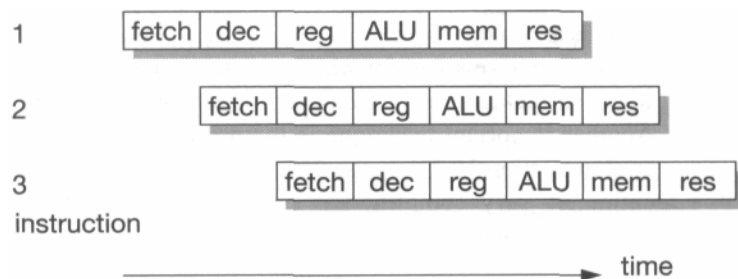 1 fetch dec reg ALU mem res
2 fetch dec reg ALU mem res
3 fetch dec reg ALU mem res
instruction
time